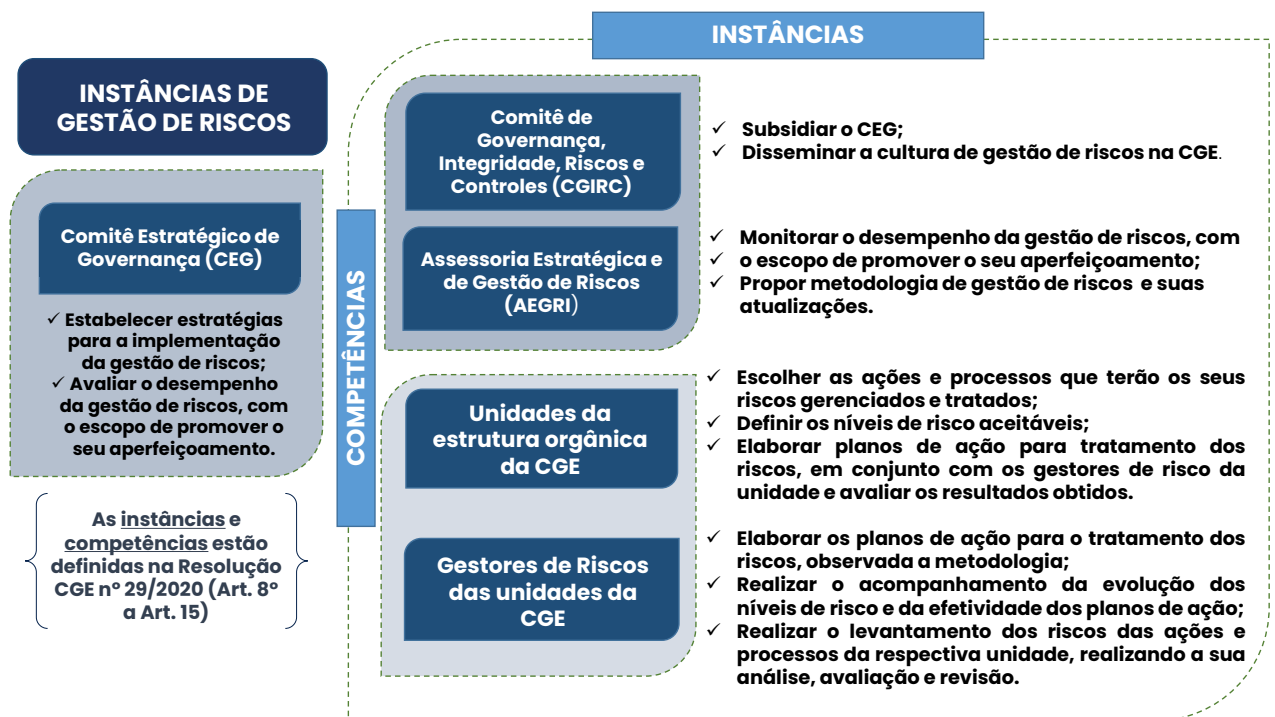 INSTÂNCIAS
INSTÂNCIAS DE
GESTÃO DE RISCOS
Comitê Estratégico de
Governança (CEG)
✓ Estabelecer estratégias
para a implementação
da gestão de riscos;
✓ Avaliar o desempenho
da gestão de riscos, com
o escopo de promover o
seu aperfeiçoamento.
As instâncias e
competências estão
definidas na Resolução
CGE nº 29/2020 (Art. 8º
a Art. 15)
COMPETÊNCIAS
Comitê de
Governança,
Integridade, Riscos e
Controles (CGIRC)
✓ Subsidiar o CEG;
✓ Disseminar a cultura de gestão de riscos na CGE.
Assessoria Estratégica e
de Gestão de Riscos
(AEGRI)
✓ Monitorar o desempenho da gestão de riscos, com
✓ o escopo de promover o seu aperfeiçoamento;
✓ Propor metodologia de gestão de riscos e suas
atualizações.
Unidades da
estrutura orgânica
da CGE
✓ Escolher as ações e processos que terão os seus
riscos gerenciados e tratados;
✓ Definir os níveis de risco aceitáveis;
✓ Elaborar planos de ação para tratamento dos
riscos, em conjunto com os gestores de risco da
unidade e avaliar os resultados obtidos.
Gestores de Riscos
das unidades da
CGE
✓ Elaborar os planos de ação para o tratamento dos
riscos, observada a metodologia;
✓ Realizar o acompanhamento da evolução dos
níveis de risco e da efetividade dos planos de ação;
✓ Realizar o levantamento dos riscos das ações e
processos da respectiva unidade, realizando a sua
análise, avaliação e revisão.